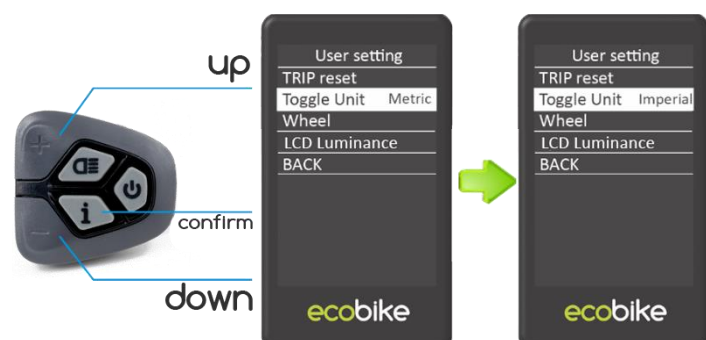 up
+
i
confirm
−
down
User setting
TRIP reset
Toggle Unit Metric
Wheel
LCD Luminance
BACK
ecobike
User setting
TRIP reset
Toggle Unit Imperial
Wheel
LCD Luminance
BACK
ecobike